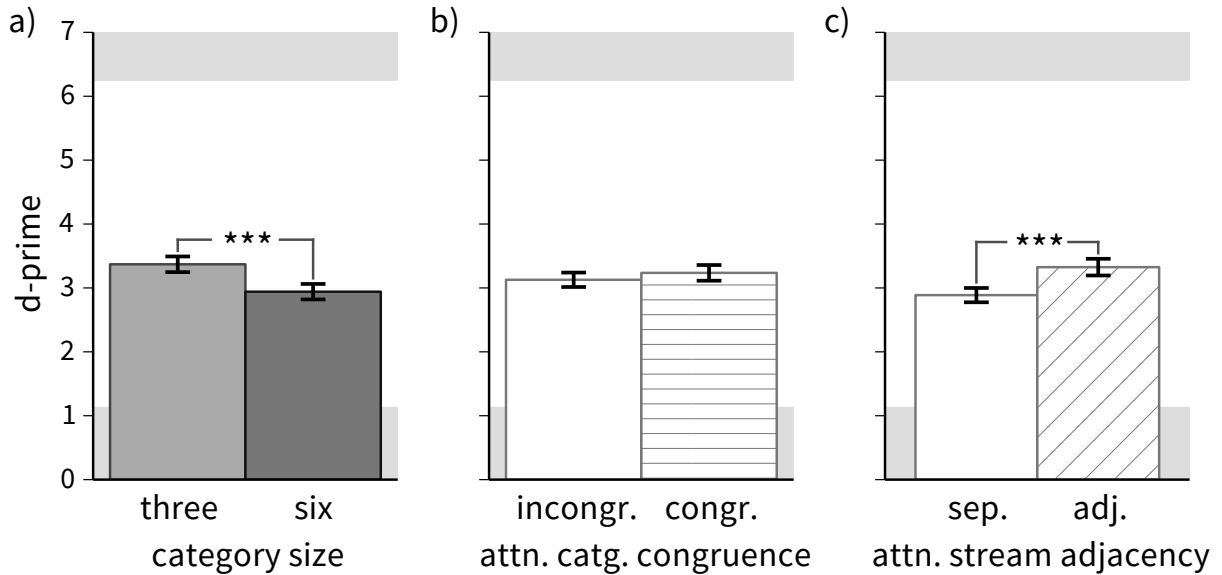 a)
7
6
5
4
3
2
1
0
d-prime
***
three six
category size
b)
incongr. congr.
attn. catg. congruence
c)
***
sep. adj.
attn. stream adjacency